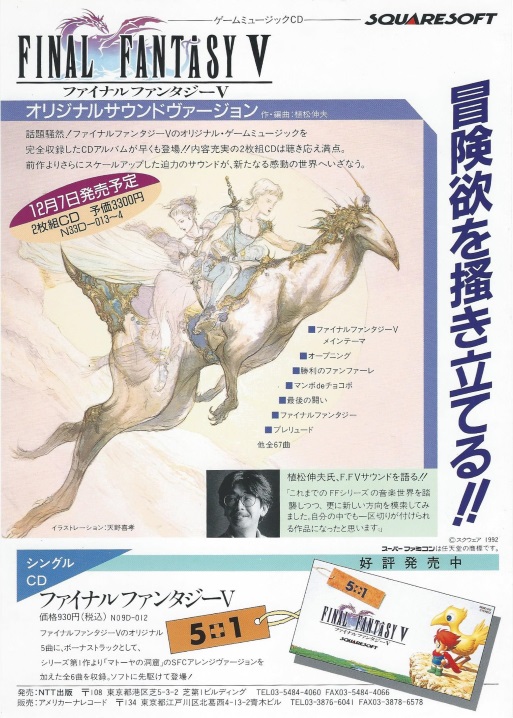 ゲームミュージックCD
SQUARESOFT
FINAL FANTASY V
ファイナルファンタジーV
オリジナルサウンドヴァージョン 作・編曲:植松伸夫
話題騒然!ファイナルファンタジーVのオリジナル・ゲームミュージックを
完全収録したCDアルバムが早くも登場!!内容充実の2枚組CDは聴き応え満点。
前作よりさらにスケールアップした迫力のサウンドが、新たなる感動の世界へいざなう。
12月7日発売予定
2枚組CD 予価3300円
N33D-013〜4
冒険欲を掻き立てる!!
■ファイナルファンタジーV
メインテーマ
■オープニング
■勝利のファンファーレ
■マンボdeチョコボ
■最後の闘い
■ファイナルファンタジー
■プレリュード
他全67曲
植松伸夫氏、F.FVサウンドを語る!!
「これまでのFFシリーズの音楽世界を踏
襲しつつ、更に新しい方向を模索してみ
ました。自分の中でも一区切りが付けられ
る作品になったと思います。」
イラストレーション:天野喜孝
©スクウェア 1992
スーパーファミコンは任天堂の商標です。
シングル
CD
好評発売中
ファイナルファンタジーV
5+1
価格930円(税込) N09D-012
ファイナルファンタジーVのオリジナル
5曲に、ボーナストラックとして、
シリーズ第1作より「マトーヤの洞窟」のSFCアレンジヴァージョンを
加えた全6曲を収録。ソフトに先駆けて登場!
5+1
FINAL FANTASY V
ファイナルファンタジーV
発売:NTT出版 〒108 東京都港区芝5-3-2 芝第1ビルディング TEL03-5484-4060 FAX03-5484-4066
販売:アメリカーナレコード 〒134 東京都江戸川区北葛西4-13-2青木ビル TEL03-3876-6041 FAX03-3878-6578